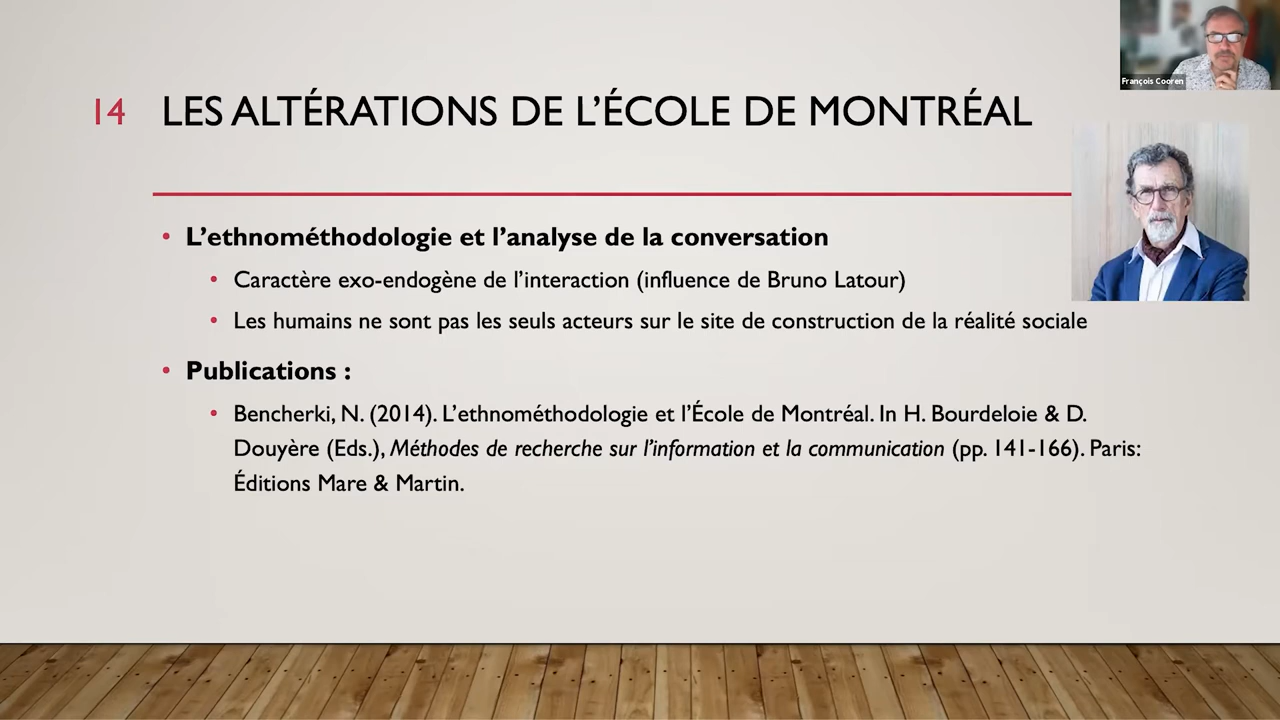 François Cooren
14 LES ALTÉRATIONS DE L’ÉCOLE DE MONTRÉAL
• L’ethnométhodologie et l’analyse de la conversation
• Caractère exo-endogène de l’interaction (influence de Bruno Latour)
• Les humains ne sont pas les seuls acteurs sur le site de construction de la réalité sociale
• Publications :
• Bencherki, N. (2014). L’ethnométhodologie et l’École de Montréal. In H. Bourdeloie & D.
Douyère (Eds.), Méthodes de recherche sur l’information et la communication (pp. 141-166). Paris:
Éditions Mare & Martin.